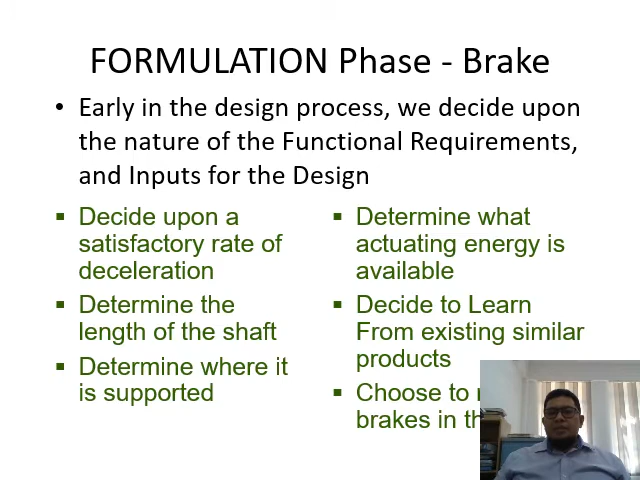 FORMULATION Phase - Brake
• Early in the design process, we decide upon
the nature of the Functional Requirements,
and Inputs for the Design
▪ Decide upon a
satisfactory rate of
deceleration
▪ Determine the
length of the shaft
▪ Determine where it
is supported
▪ Determine what
actuating energy is
available
▪ Decide to Learn
From existing similar
products
▪ Choose to
brakes in